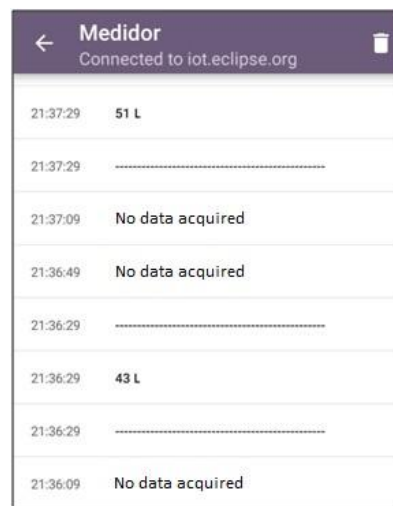 Medidor
Connected to iot.eclipse.org
21:37:29 51 L
21:37:29 ------------------------------------------------
21:37:09 No data acquired
21:36:49 No data acquired
21:36:29 ------------------------------------------------
21:36:29 43 L
21:36:29 ------------------------------------------------
21:36:09 No data acquired